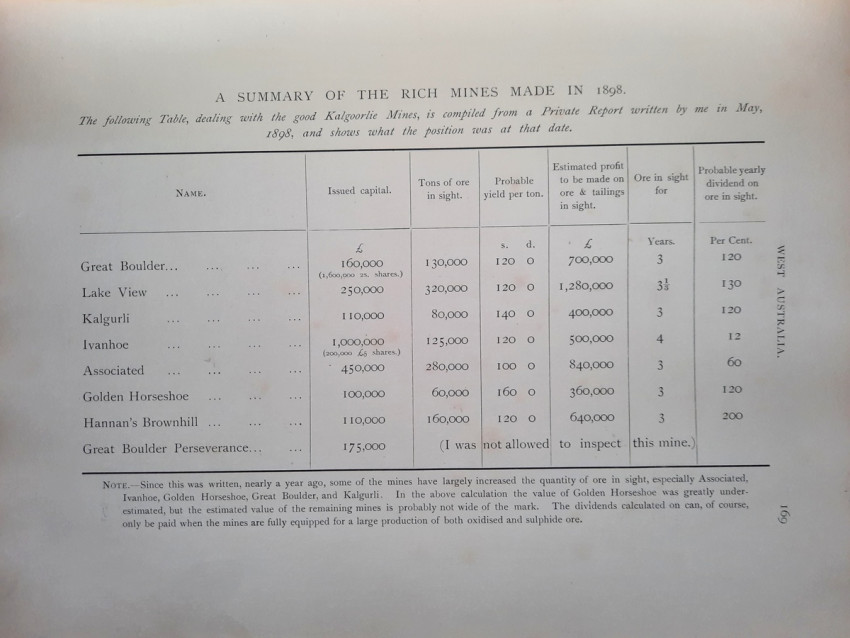 A SUMMARY OF THE RICH MINES MADE IN 1898.
The following Table, dealing with the good Kalgoorlie Mines, is compiled from a Private Report written by me in May,
1898, and shows what the position was at that date.
NAME. Issued capital. Tons of ore in sight. Probable yield per ton. Estimated profit to be made on ore & tailings in sight. Ore in sight for Probable yearly dividend on ore in sight.
£ s. d. £ Years. Per Cent.
Great Boulder... ... ... ... 160,000 130,000 120 0 700,000 3 120
(1,600,000 2s. shares.)
Lake View ... ... ... ... 250,000 320,000 120 0 1,280,000 3⅓ 130
Kalgurli ... ... ... ... 110,000 80,000 140 0 400,000 3 120
Ivanhoe ... ... ... ... 1,000,000 125,000 120 0 500,000 4 12
(200,000 £5 shares.)
Associated ... ... ... ... 450,000 280,000 100 0 840,000 3 60
Golden Horseshoe ... ... ... 100,000 60,000 160 0 360,000 3 120
Hannan's Brownhill ... ... ... 110,000 160,000 120 0 640,000 3 200
Great Boulder Perseverance... ... 175,000 (I was not allowed to inspect this mine.)
NOTE.—Since this was written, nearly a year ago, some of the mines have largely increased the quantity of ore in sight, especially Associated,
Ivanhoe, Golden Horseshoe, Great Boulder, and Kalgurli. In the above calculation the value of Golden Horseshoe was greatly under-
estimated, but the estimated value of the remaining mines is probably not wide of the mark. The dividends calculated on can, of course,
only be paid when the mines are fully equipped for a large production of both oxidised and sulphide ore.
WEST AUSTRALIA.
169